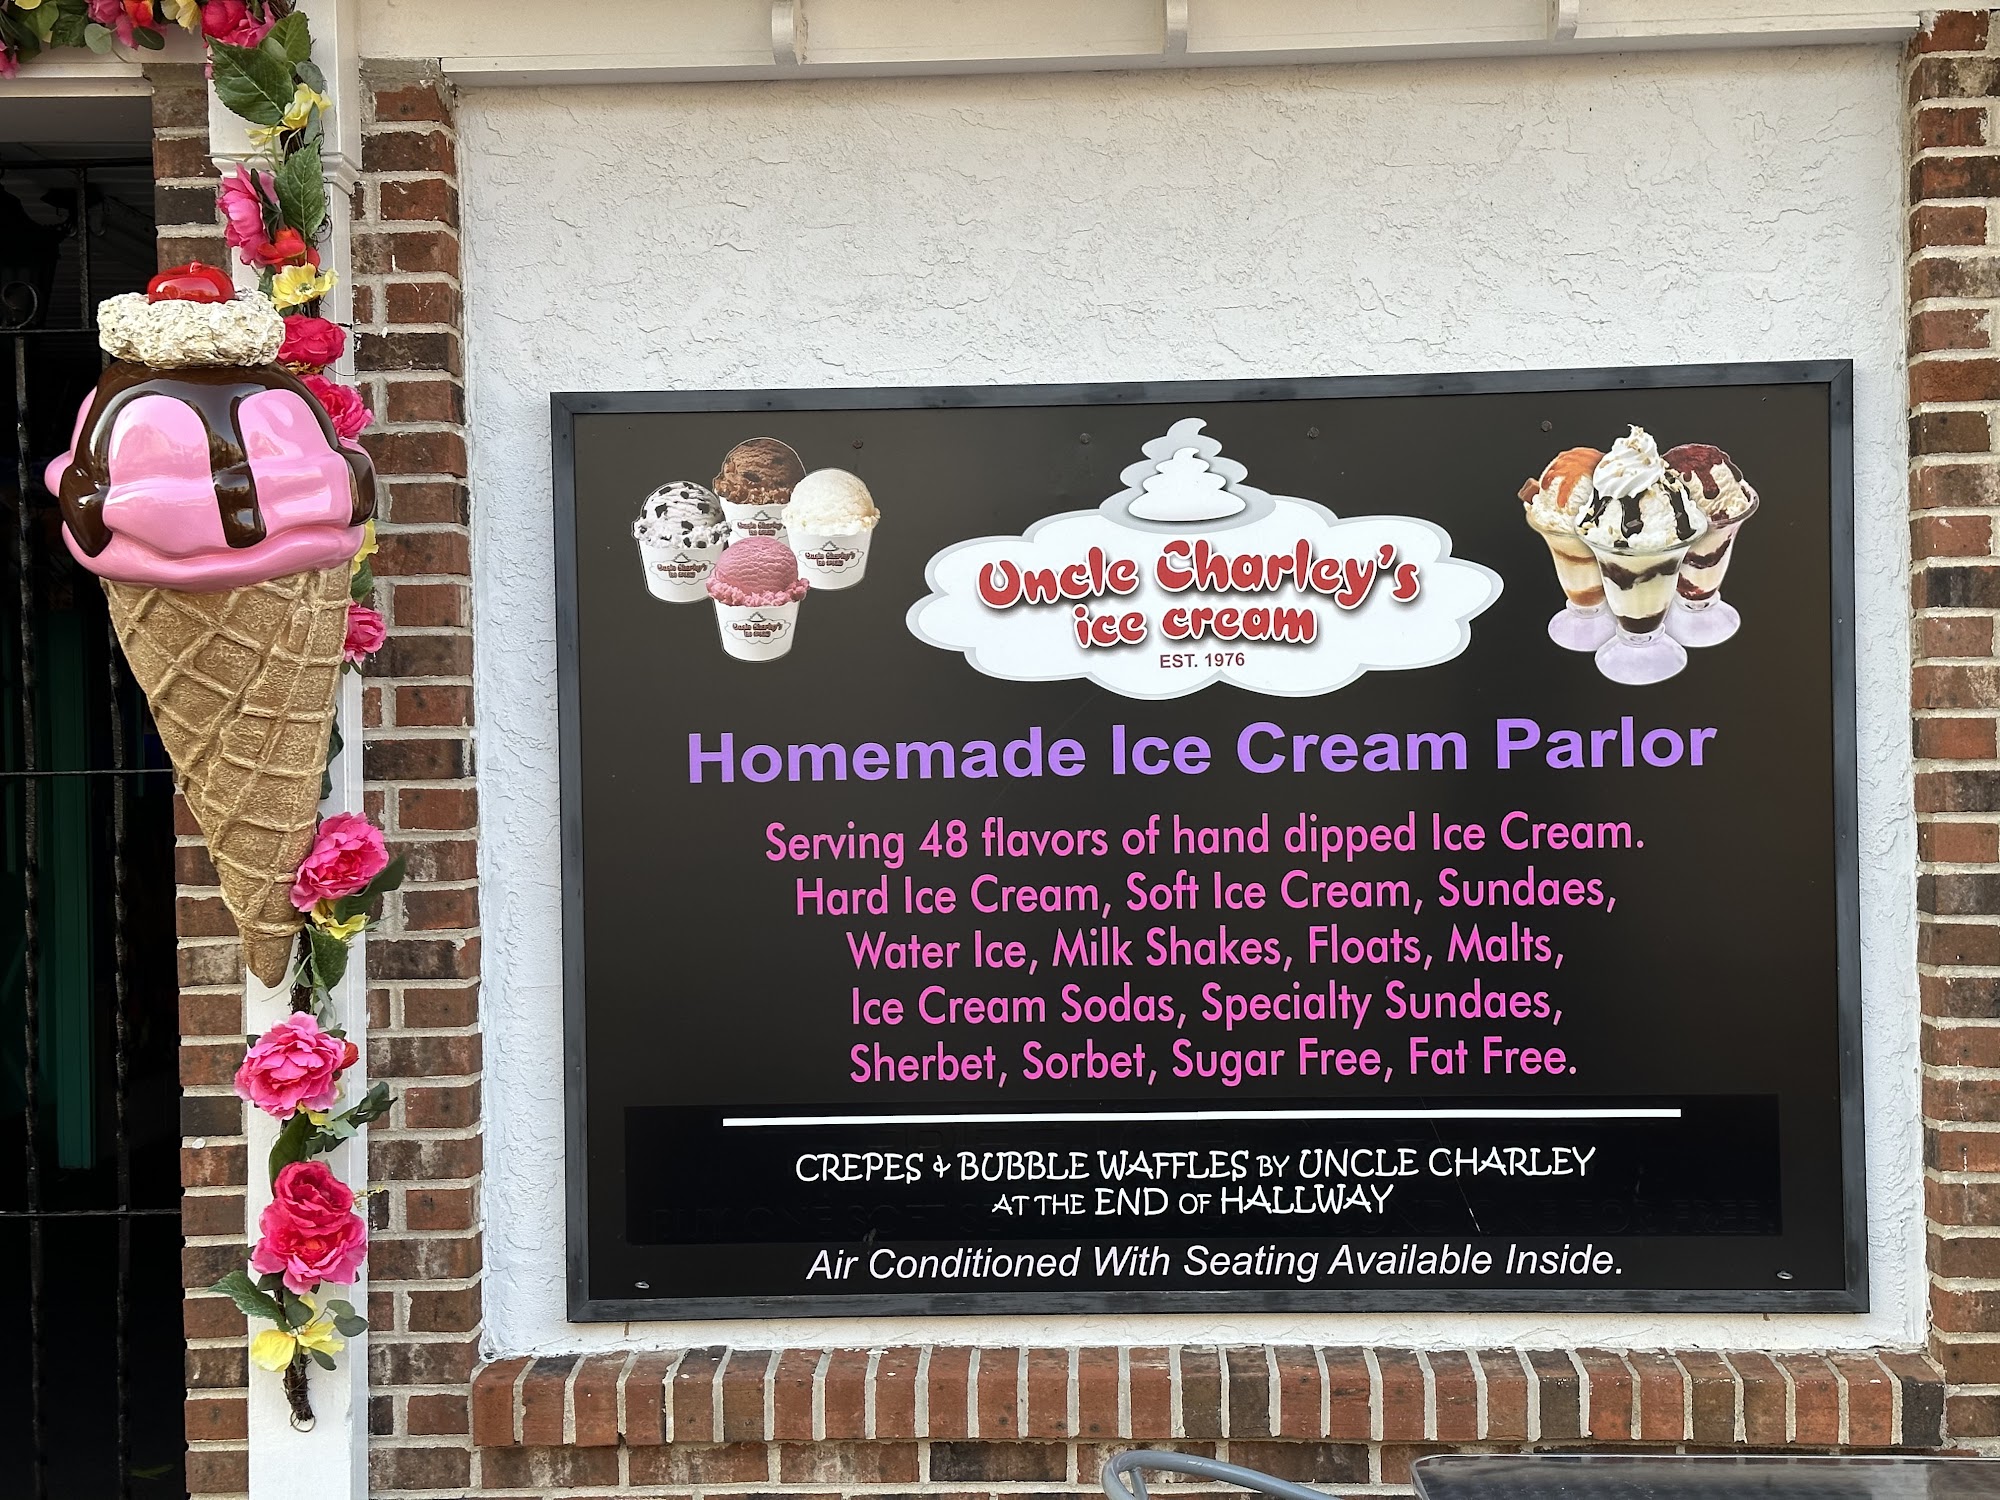 Uncle Charley's
ice cream
EST. 1976
Homemade Ice Cream Parlor
Serving 48 flavors of hand dipped Ice Cream.
Hard Ice Cream, Soft Ice Cream, Sundaes,
Water Ice, Milk Shakes, Floats, Malts,
Ice Cream Sodas, Specialty Sundaes,
Sherbet, Sorbet, Sugar Free, Fat Free.
CREPES & BUBBLE WAFFLES BY UNCLE CHARLEY
AT THE END OF HALLWAY
Air Conditioned With Seating Available Inside.